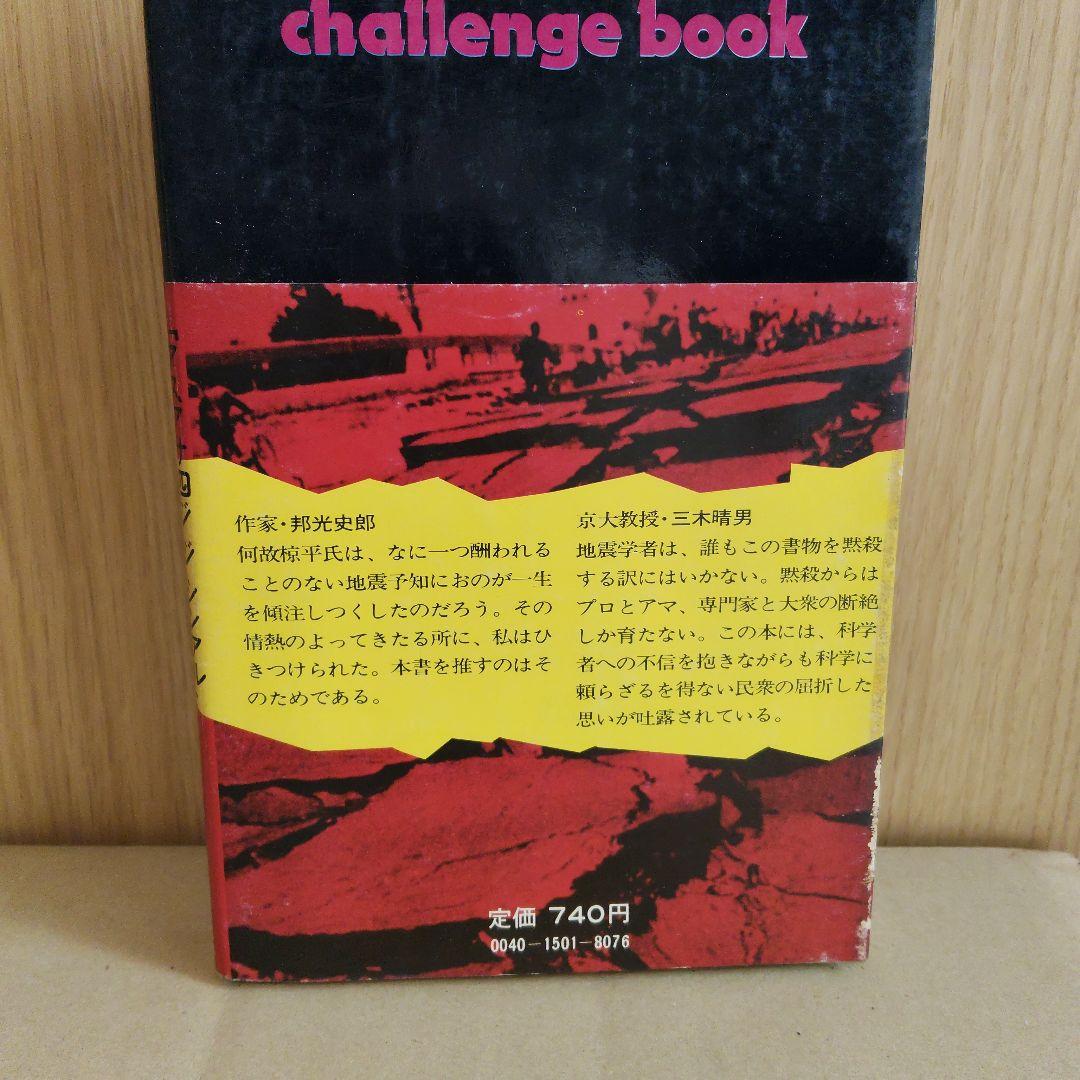 challenge book
作家・邦光史郎
何故椋平氏は、なに一つ酬われる
ことのない地震予知におのが一生
を傾注しつくしたのだろう。その
情熱のよってきたる所に、私はひ
きつけられた。本書を推すのはそ
のためである。
京大教授・三木晴男
地震学者は、誰もこの書物を黙殺
する訳にはいかない。黙殺からは
プロとアマ、専門家と大衆の断絶
しか育たない。この本には、科学
者への不信を抱きながらも科学に
頼らざるを得ない民衆の屈折した
思いが吐露されている。
定価 740円
0040-1501-8076